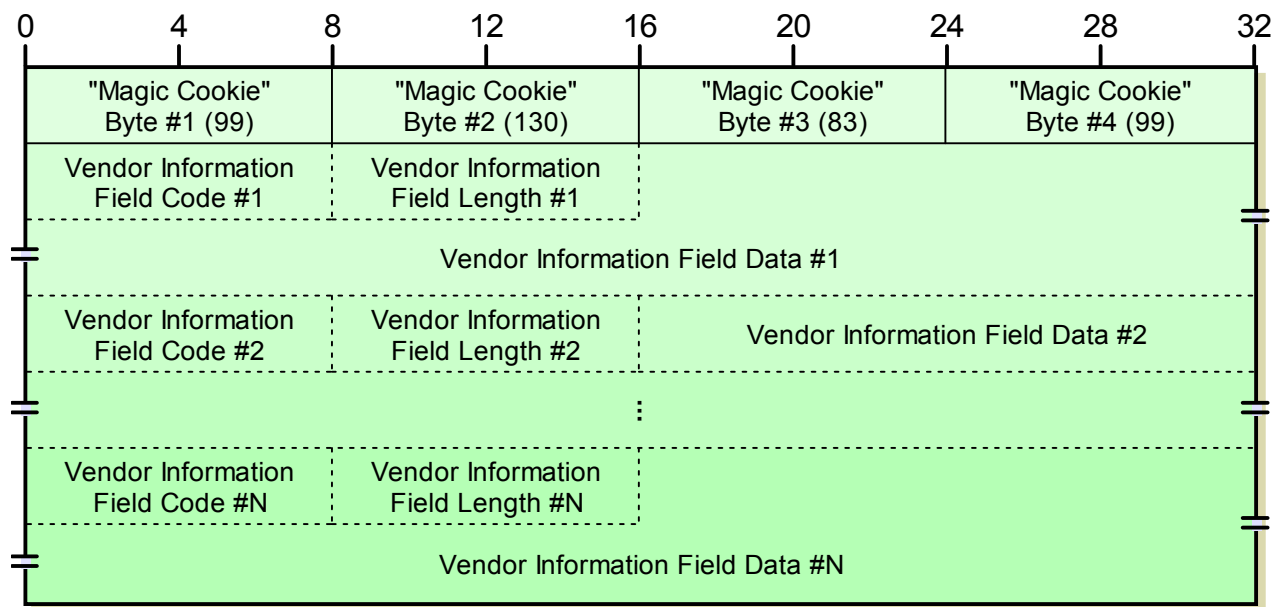 0 4 8 12 16 20 24 28 32
"Magic Cookie" "Magic Cookie" "Magic Cookie" "Magic Cookie"
Byte #1 (99) Byte #2 (130) Byte #3 (83) Byte #4 (99)
Vendor Information Vendor Information
Field Code #1 Field Length #1
Vendor Information Field Data #1
Vendor Information Vendor Information
Field Code #2 Field Length #2 Vendor Information Field Data #2
Vendor Information Vendor Information
Field Code #N Field Length #N
Vendor Information Field Data #N